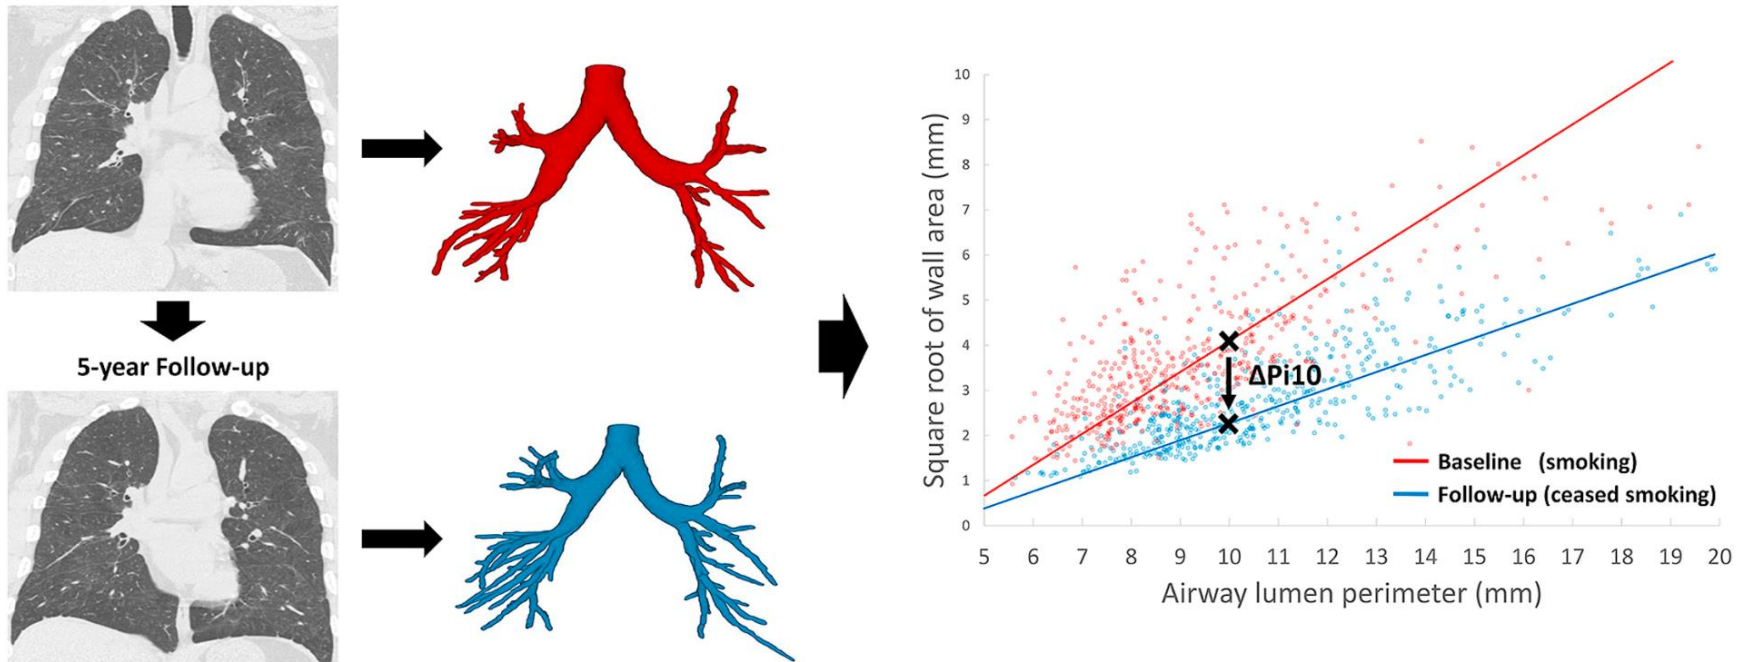 5-year Follow-up
Square root of wall area (mm)
10
9
8
7
6
5
4
3
2
1
0
ΔPi10
Baseline (smoking)
Follow-up (ceased smoking)
5 6 7 8 9 10 11 12 13 14 15 16 17 18 19 20
Airway lumen perimeter (mm)